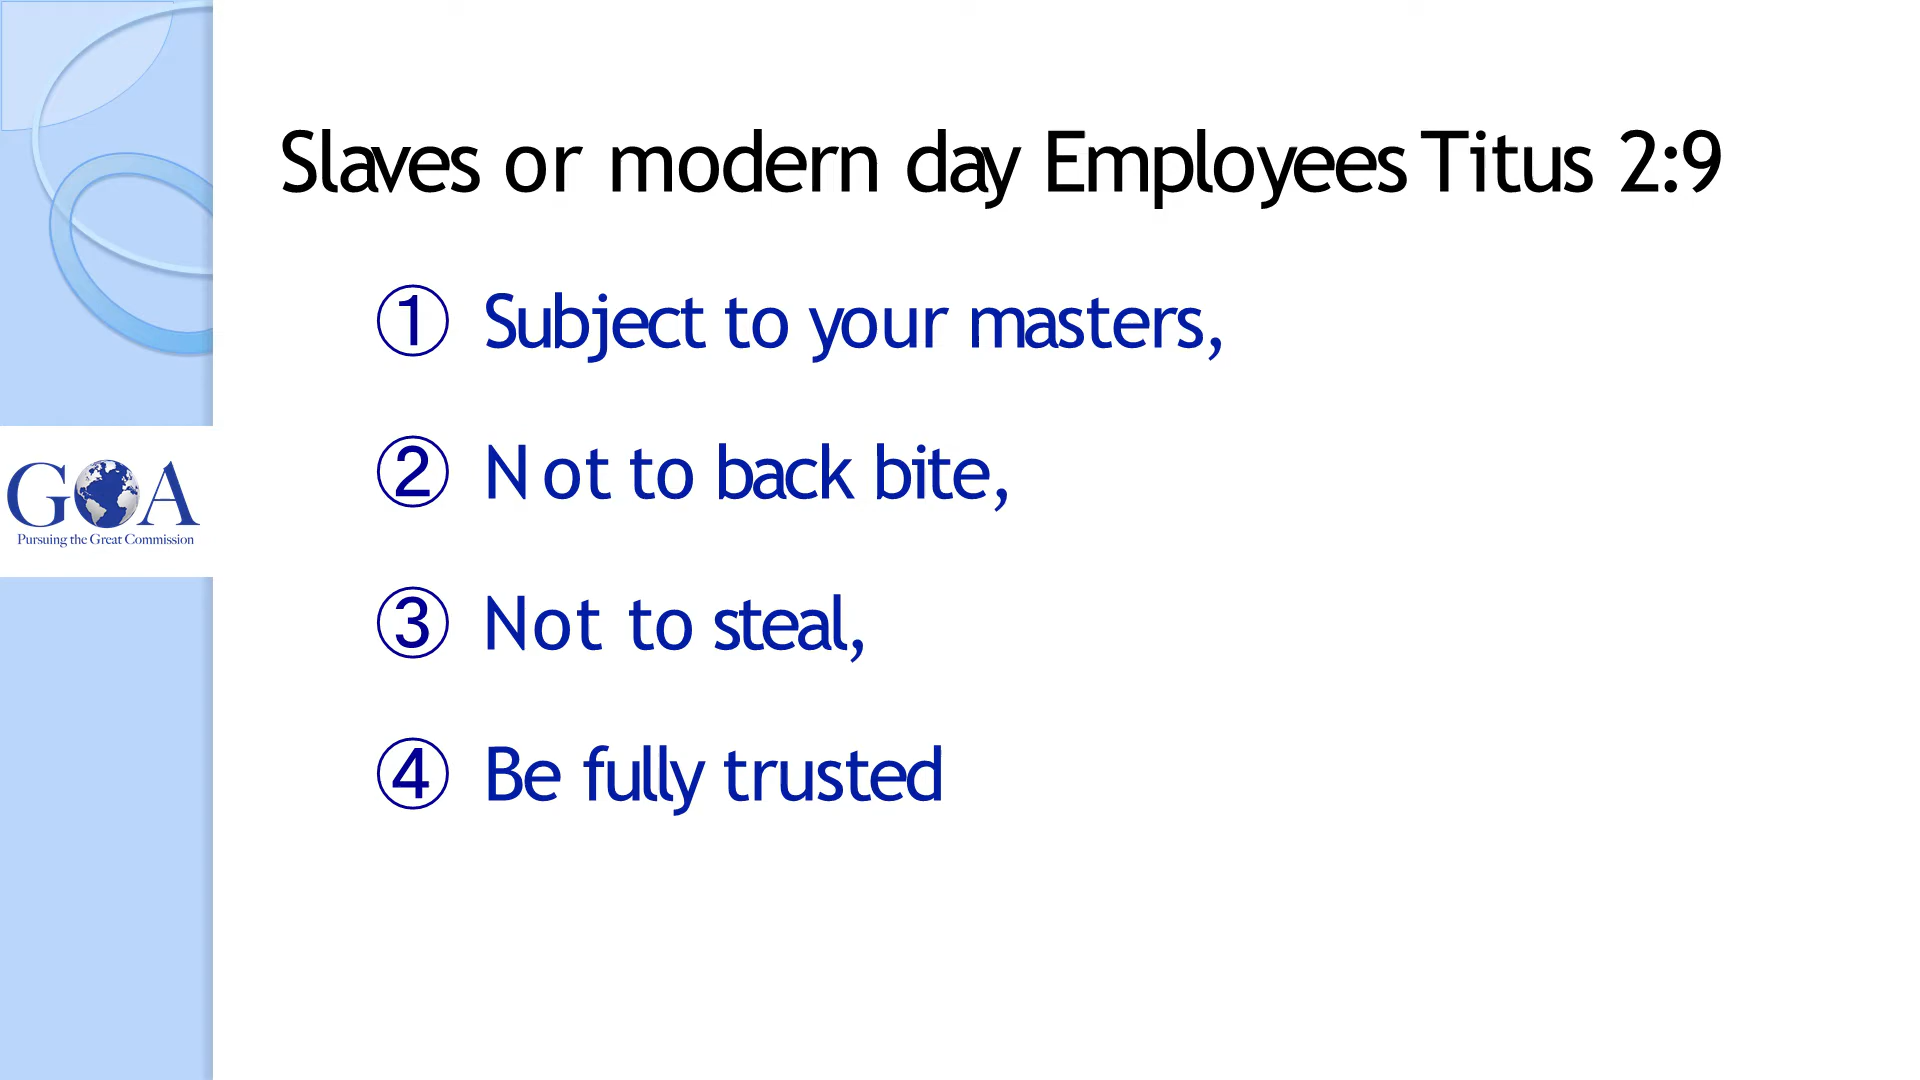 Slaves or modern day Employees Titus 2:9
① Subject to your masters,
② Not to back bite,
GOA
Pursuing the Great Commission
③ Not to steal,
④ Be fully trusted